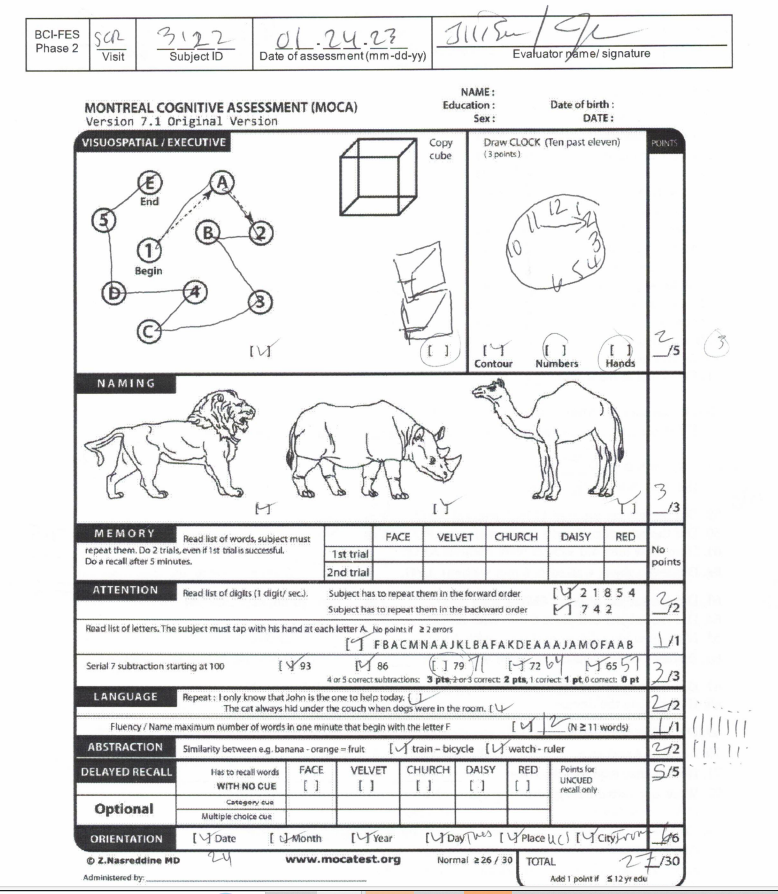 BCI-FES Phase 2 SCR Visit 3122 Subject ID 01.24.23 Date of assessment (mm-dd-yy) Evaluator name/ signature
NAME :
MONTREAL COGNITIVE ASSESSMENT (MOCA) Education : Date of birth :
Version 7.1 Original Version Sex : DATE :
VISUOSPATIAL / EXECUTIVE Copy cube Draw CLOCK (Ten past eleven) (3 points) POINTS
E End A 5 B 2 1 Begin D 4 3 C
11 12 1 2 10 3 4 5 6
[✓] [ ] [✓] Contour [ ] Numbers [ ] Hands 2/5 3
NAMING
[✓] [✓] [✓] 3/3
MEMORY Read list of words, subject must repeat them. Do 2 trials, even if 1st trial is successful. Do a recall after 5 minutes.
FACE VELVET CHURCH DAISY RED No points
1st trial
2nd trial
ATTENTION Read list of digits (1 digit/ sec.). Subject has to repeat them in the forward order [✓] 2 1 8 5 4
Subject has to repeat them in the backward order [✓] 7 4 2 2/2
Read list of letters. The subject must tap with his hand at each letter A. No points if ≥ 2 errors
[✓] F B A C M N A A J K L B A F A K D E A A A J A M O F A A B 1/1
Serial 7 subtraction starting at 100 [✓] 93 [✓] 86 [ ] 79 71 [✓] 72 64 [✓] 65 57
4 or 5 correct subtractions: 3 pts, 2 or 3 correct: 2 pts, 1 correct: 1 pt, 0 correct: 0 pt 3/3
LANGUAGE Repeat : I only know that John is the one to help today. [✓]
The cat always hid under the couch when dogs were in the room. [✓] 2/2
Fluency / Name maximum number of words in one minute that begin with the letter F [✓] 12 (N ≥ 11 words) 1/1
ABSTRACTION Similarity between e.g. banana - orange = fruit [✓] train – bicycle [✓] watch - ruler 2/2
DELAYED RECALL Has to recall words WITH NO CUE FACE [ ] VELVET [ ] CHURCH [ ] DAISY [ ] RED [ ] Points for UNCUED recall only 5/5
Optional Category cue
Multiple choice cue
ORIENTATION [✓] Date [✓] Month [✓] Year [✓] Day Tues [✓] Place UCI [✓] City 6/6
24
© Z.Nasreddine MD www.mocatest.org Normal ≥ 26 / 30 TOTAL 27/30
Administered by: Add 1 point if ≤ 12 yr edu